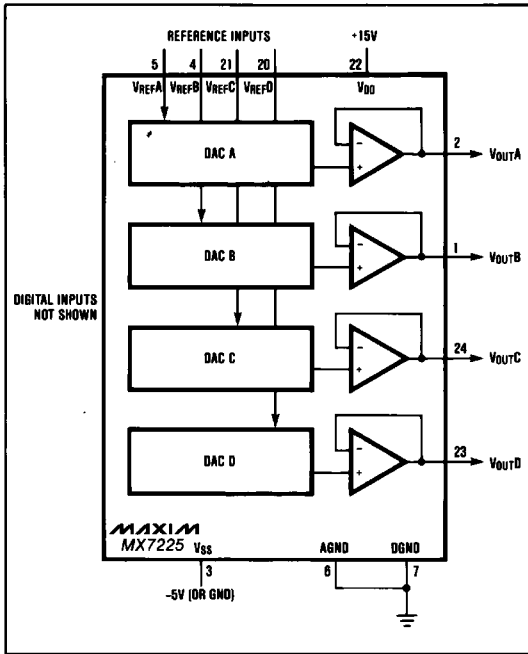 REFERENCE INPUTS
+15V
5 4 21 20 22
VREFA VREFB VREFC VREFD VDD
DAC A
- +
2
VOUTA
DAC B
- +
1
VOUTB
DIGITAL INPUTS
NOT SHOWN
DAC C
- +
24
VOUTC
DAC D
- +
23
VOUTD
MAXIM
MX7225
VSS AGND DGND
3 6 7
-5V (OR GND)